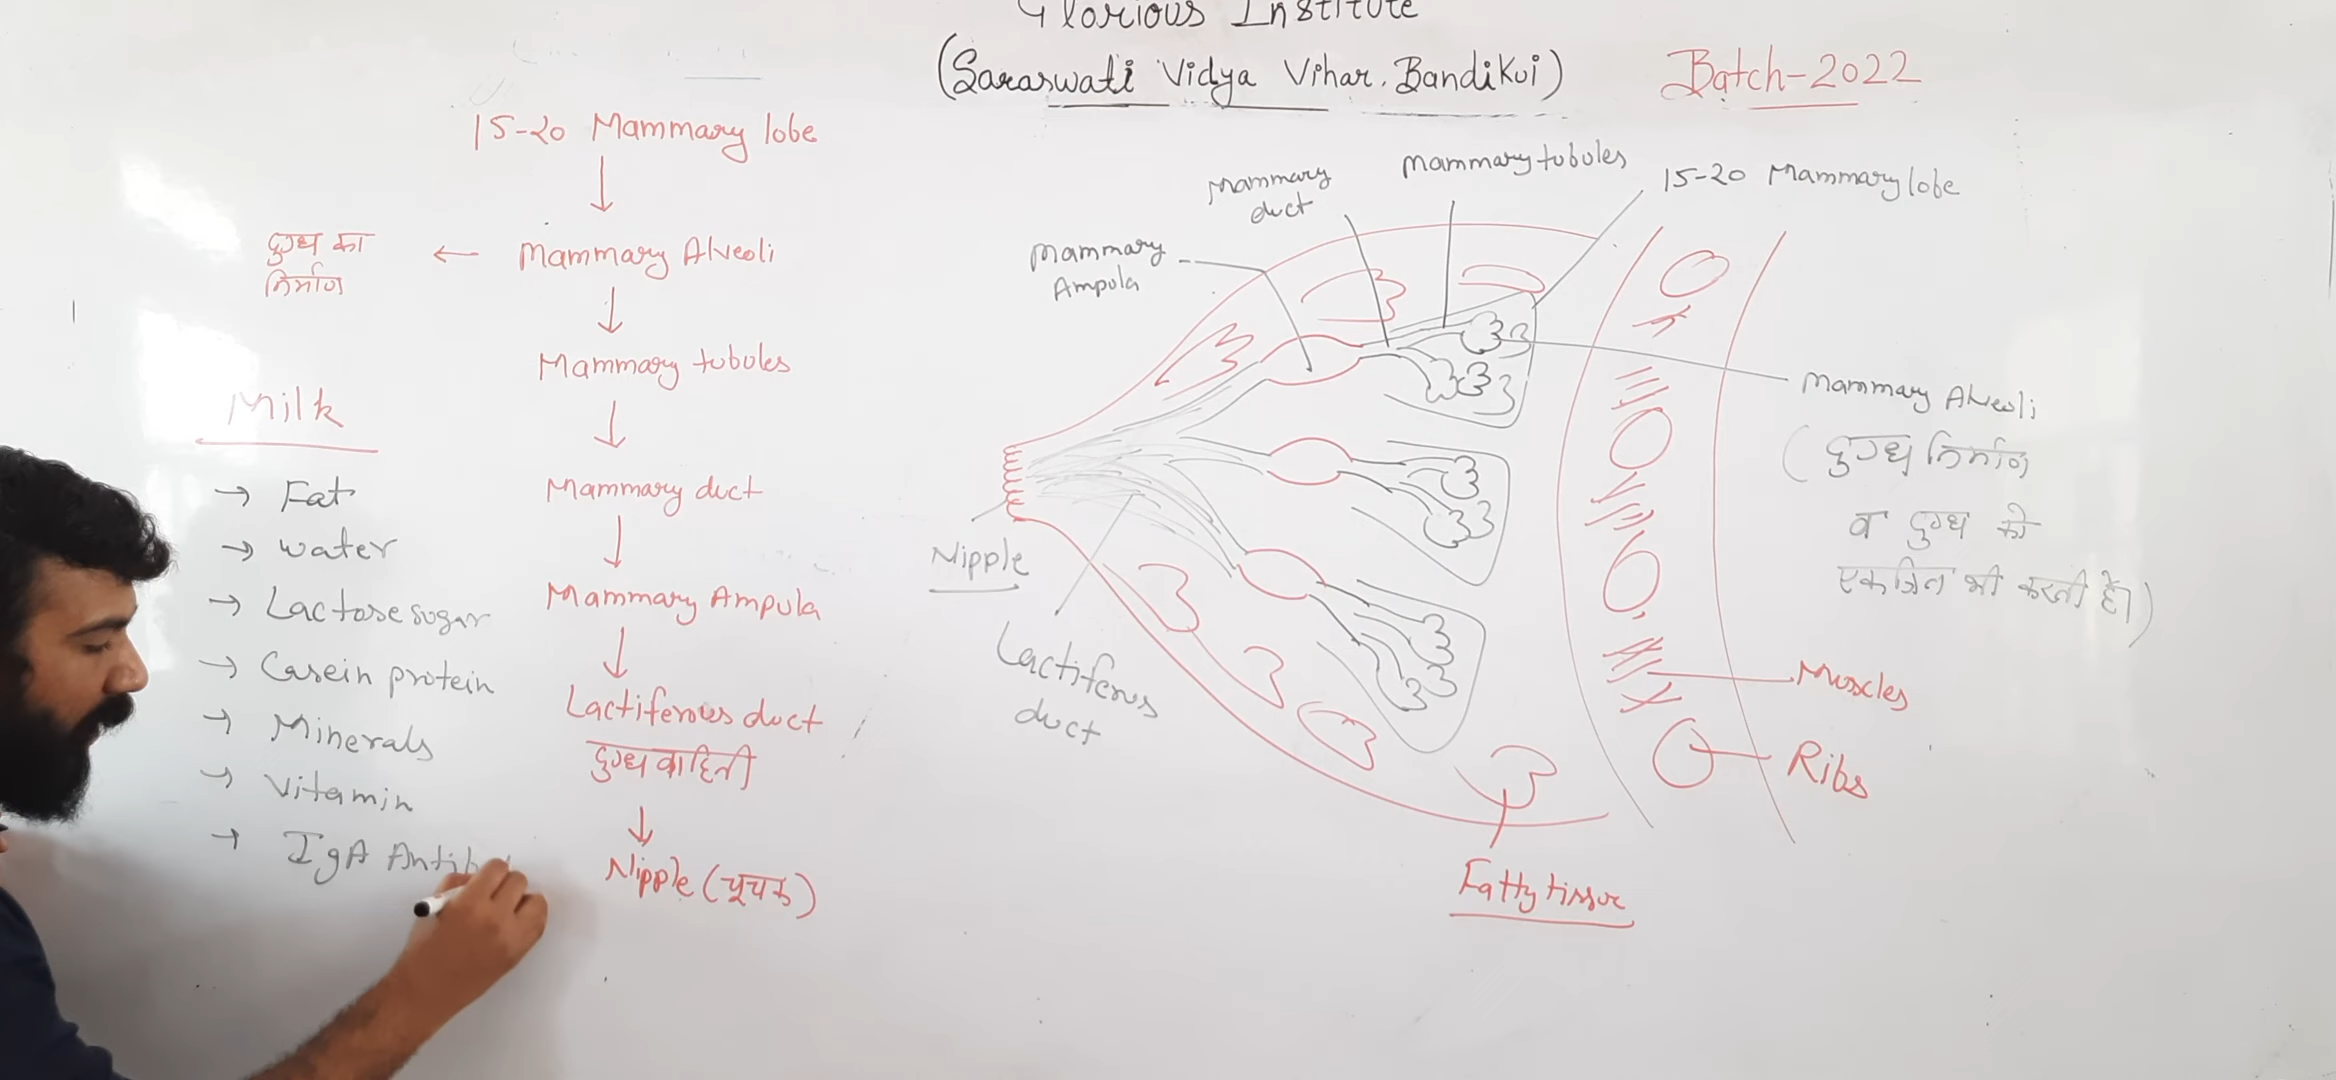 Glorious Institute
(Saraswati Vidya Vihar, Bandikui)
Batch-2022
15-20 Mammary lobe
दुग्ध का
निर्माण
← Mammary Alveoli
Mammary tubules
Mammary duct
Mammary Ampula
Lactiferous duct
दुग्ध वाहिनी
Nipple (चूचक)
Milk
→ Fat
→ water
→ Lactose sugar
→ Casein protein
→ Minerals
→ Vitamin
→ IgA
Mammary
Ampula
Mammary
duct
Mammary tubules
15-20 Mammary lobe
Mammary Alveoli
(दुग्ध निर्माण
व दुग्ध को
एकत्रित भी करती है।)
Nipple
Lactiferous
duct
Muscles
Ribs
Fatty tissue